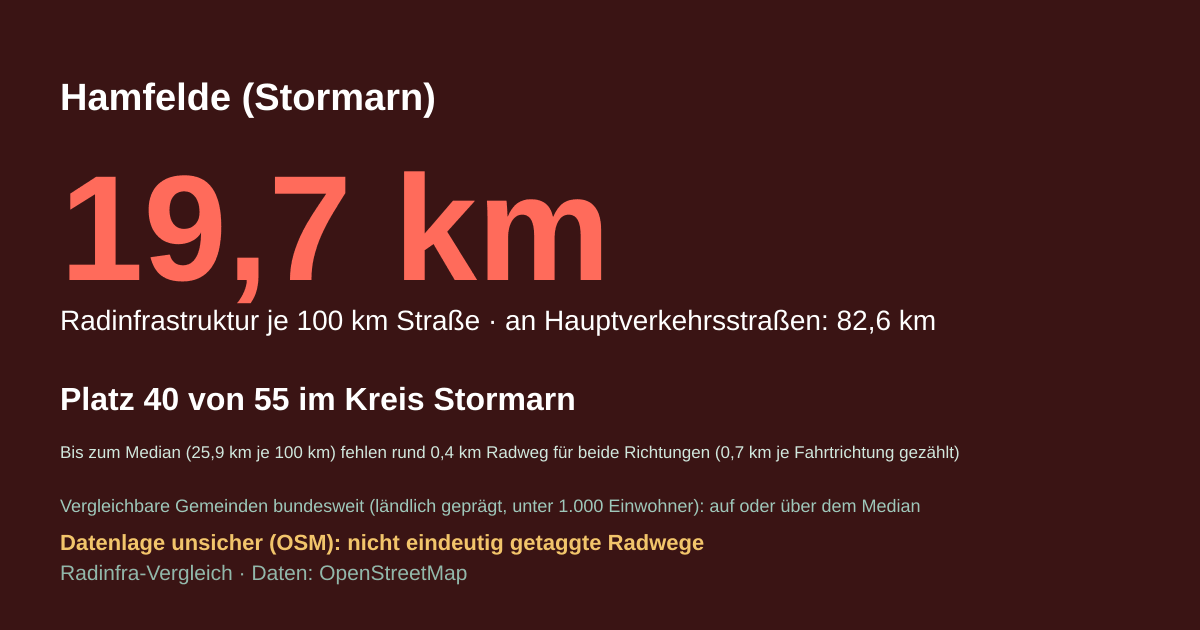 Hamfelde (Stormarn)
19,7 km
Radinfrastruktur je 100 km Straße · an Hauptverkehrsstraßen: 82,6 km
Platz 40 von 55 im Kreis Stormarn
Bis zum Median (25,9 km je 100 km) fehlen rund 0,4 km Radweg für beide Richtungen (0,7 km je Fahrtrichtung gezählt)
Vergleichbare Gemeinden bundesweit (ländlich geprägt, unter 1.000 Einwohner): auf oder über dem Median
Datenlage unsicher (OSM): nicht eindeutig getaggte Radwege
Radinfra-Vergleich · Daten: OpenStreetMap